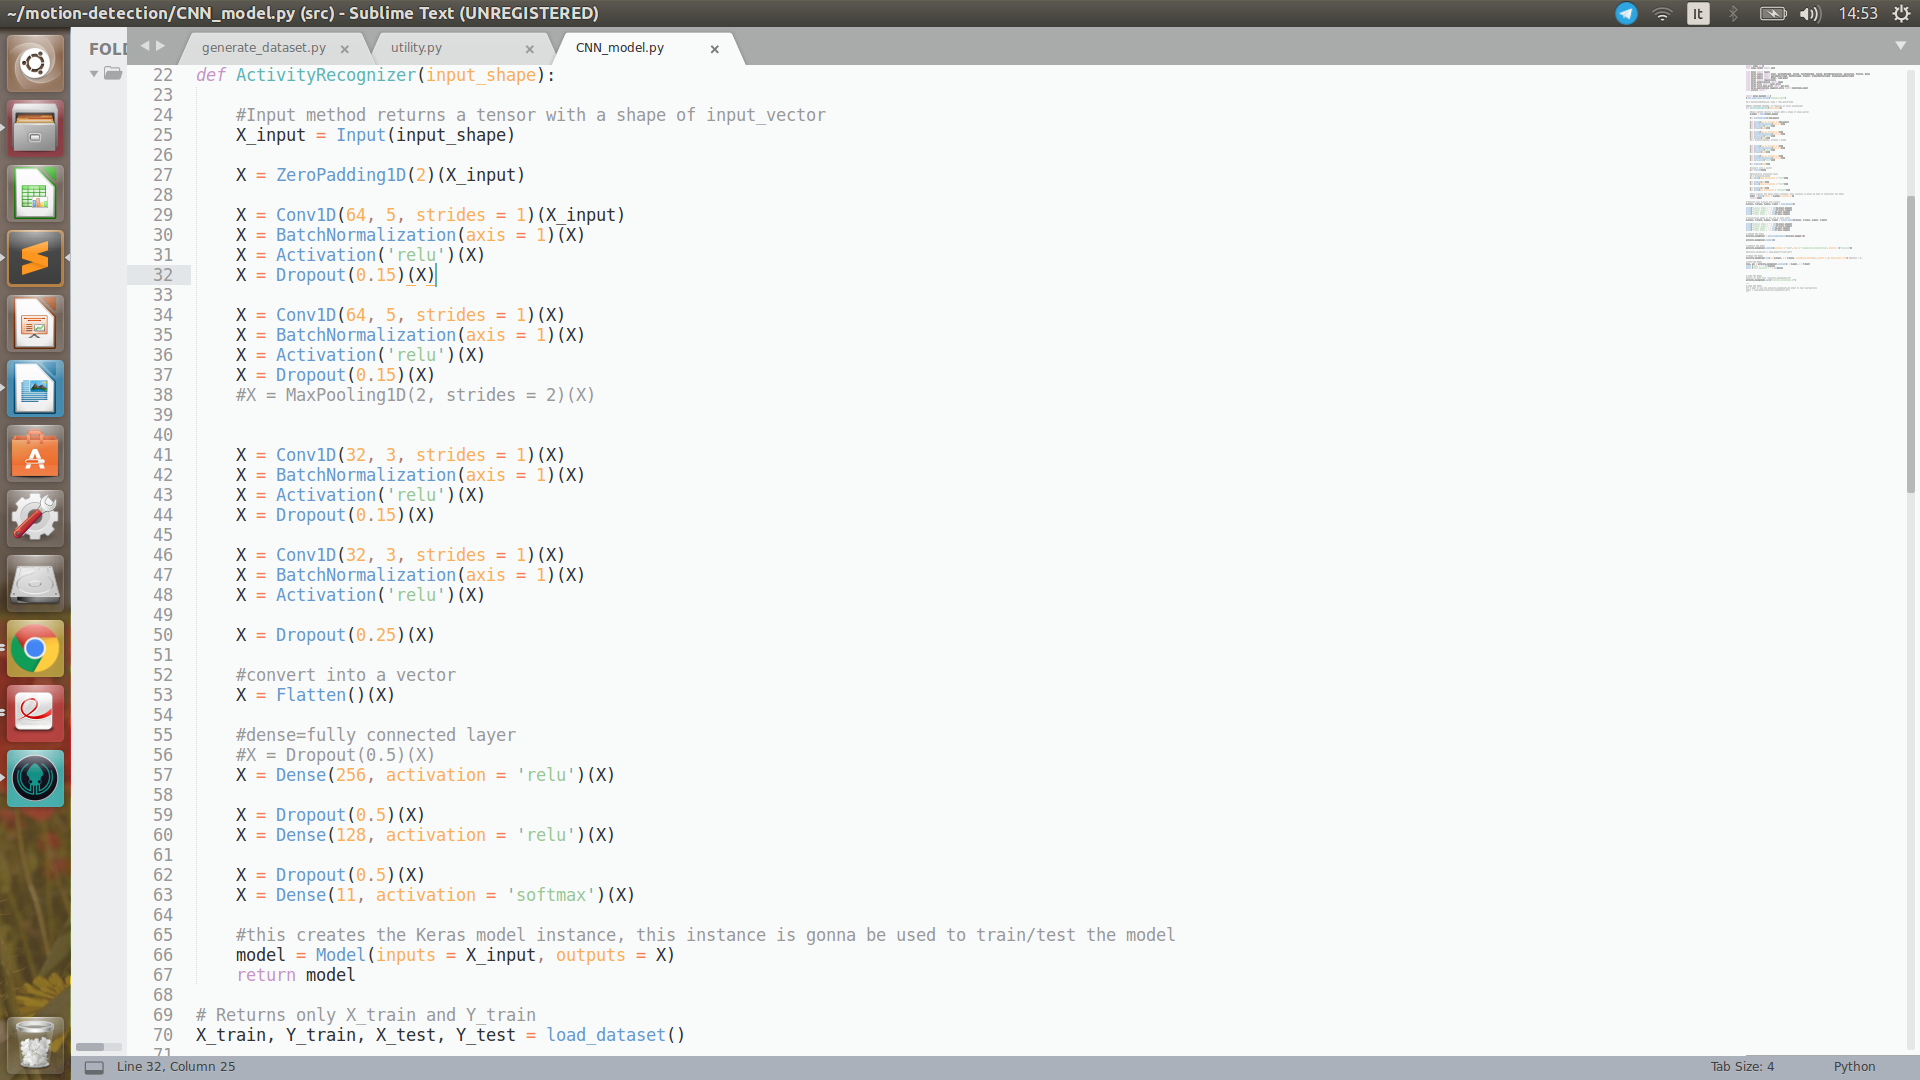 ~/motion-detection/CNN_model.py (src) - Sublime Text (UNREGISTERED)
It
14:53
FOLD
generate_dataset.py ×
utility.py ×
CNN_model.py ×
22 def ActivityRecognizer(input_shape):
23
24 #Input method returns a tensor with a shape of input_vector
25 X_input = Input(input_shape)
26
27 X = ZeroPadding1D(2)(X_input)
28
29 X = Conv1D(64, 5, strides = 1)(X_input)
30 X = BatchNormalization(axis = 1)(X)
31 X = Activation('relu')(X)
32 X = Dropout(0.15)(X)
33
34 X = Conv1D(64, 5, strides = 1)(X)
35 X = BatchNormalization(axis = 1)(X)
36 X = Activation('relu')(X)
37 X = Dropout(0.15)(X)
38 #X = MaxPooling1D(2, strides = 2)(X)
39
40
41 X = Conv1D(32, 3, strides = 1)(X)
42 X = BatchNormalization(axis = 1)(X)
43 X = Activation('relu')(X)
44 X = Dropout(0.15)(X)
45
46 X = Conv1D(32, 3, strides = 1)(X)
47 X = BatchNormalization(axis = 1)(X)
48 X = Activation('relu')(X)
49
50 X = Dropout(0.25)(X)
51
52 #convert into a vector
53 X = Flatten()(X)
54
55 #dense=fully connected layer
56 #X = Dropout(0.5)(X)
57 X = Dense(256, activation = 'relu')(X)
58
59 X = Dropout(0.5)(X)
60 X = Dense(128, activation = 'relu')(X)
61
62 X = Dropout(0.5)(X)
63 X = Dense(11, activation = 'softmax')(X)
64
65 #this creates the Keras model instance, this instance is gonna be used to train/test the model
66 model = Model(inputs = X_input, outputs = X)
67 return model
68
69 # Returns only X_train and Y_train
70 X_train, Y_train, X_test, Y_test = load_dataset()
71
Line 32, Column 25
Tab Size: 4
Python